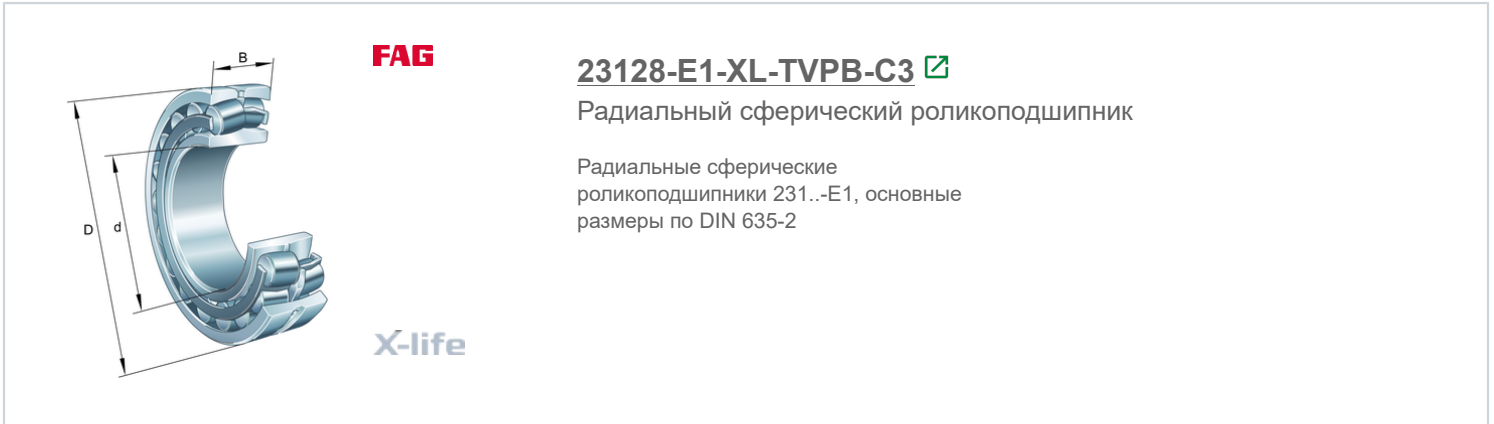 B
FAG
23128-E1-XL-TVPB-C3
Радиальный сферический роликоподшипник
Радиальные сферические
роликоподшипники 231..-E1, основные
размеры по DIN 635-2
D
d
X-life